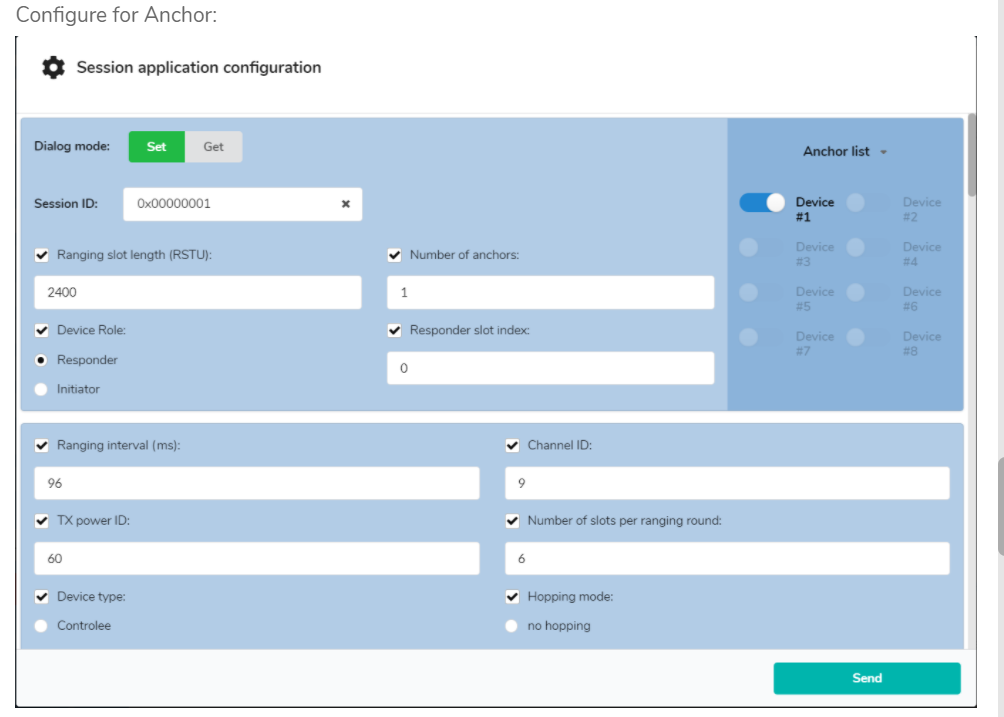 Configure for Anchor:
Session application configuration
Dialog mode: Set Get
Anchor list
Session ID: 0x00000001
Device #1
Device #2
Ranging slot length (RSTU):
Number of anchors:
Device #3
Device #4
2400
1
Device #5
Device #6
Device Role:
Responder slot index:
Device #7
Device #8
Responder
0
Initiator
Ranging interval (ms):
Channel ID:
96
9
TX power ID:
Number of slots per ranging round:
60
6
Device type:
Hopping mode:
Controlee
no hopping
Send